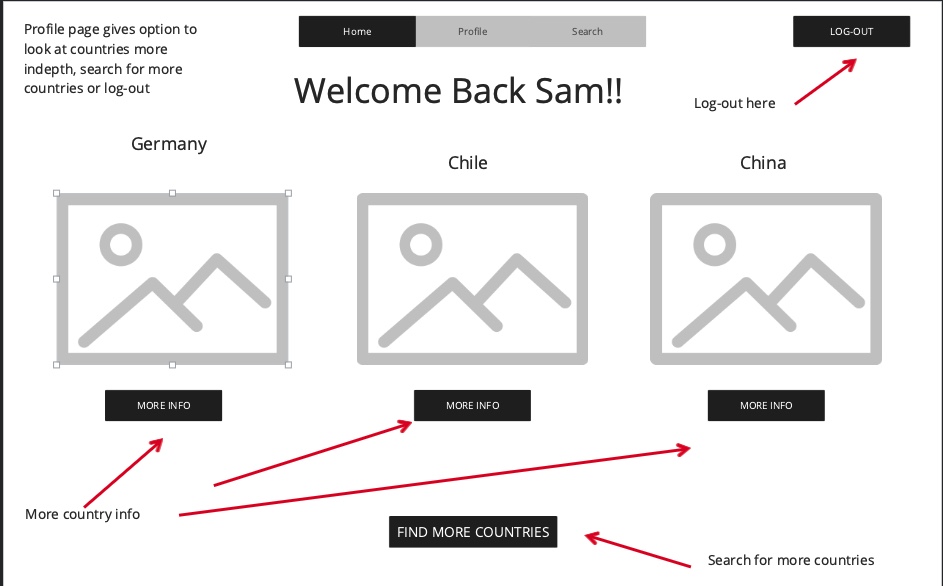 Profile page gives option to
look at countries more
indepth, search for more
countries or log-out
Home
Profile
Search
LOG-OUT
Log-out here
Welcome Back Sam!!
Germany
Chile
China
MORE INFO
MORE INFO
MORE INFO
More country info
FIND MORE COUNTRIES
Search for more countries